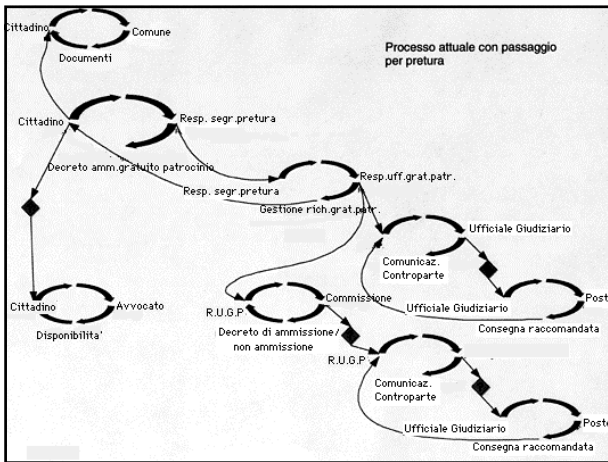 Cittadino
Comune
Documenti
Processo attuale con passaggio
per pretura
Cittadino
Resp. segr.pretura
Decreto amm.gratuito patrocinio
Resp. segr.pretura
Resp.uff.grat.patr.
Gestione rich.grat.patr.
Ufficiale Giudiziario
Comunicaz.
Controparte
Cittadino
Avvocato
Disponibilita'
R.U.G.P
Commissione
Decreto di ammissione/
non ammissione
Ufficiale Giudiziario
Poste
Consegna raccomandata
R.U.G.P
Comunicaz.
Controparte
Ufficiale Giudiziario
Poste
Consegna raccomandata